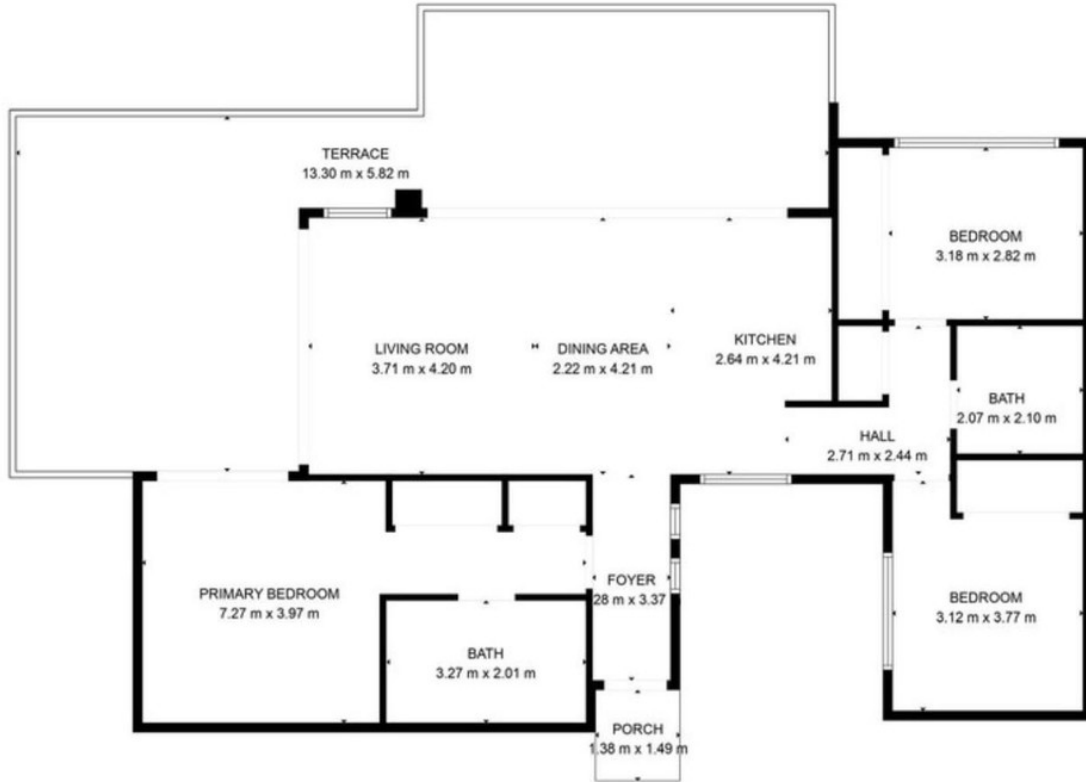 TERRACE
13.30 m x 5.82 m
BEDROOM
3.18 m x 2.82 m
LIVING ROOM
3.71 m x 4.20 m
DINING AREA
2.22 m x 4.21 m
KITCHEN
2.64 m x 4.21 m
BATH
2.07 m x 2.10 m
HALL
2.71 m x 2.44 m
PRIMARY BEDROOM
7.27 m x 3.97 m
FOYER
28 m x 3.37
BEDROOM
3.12 m x 3.77 m
BATH
3.27 m x 2.01 m
PORCH
1.38 m x 1.49 m